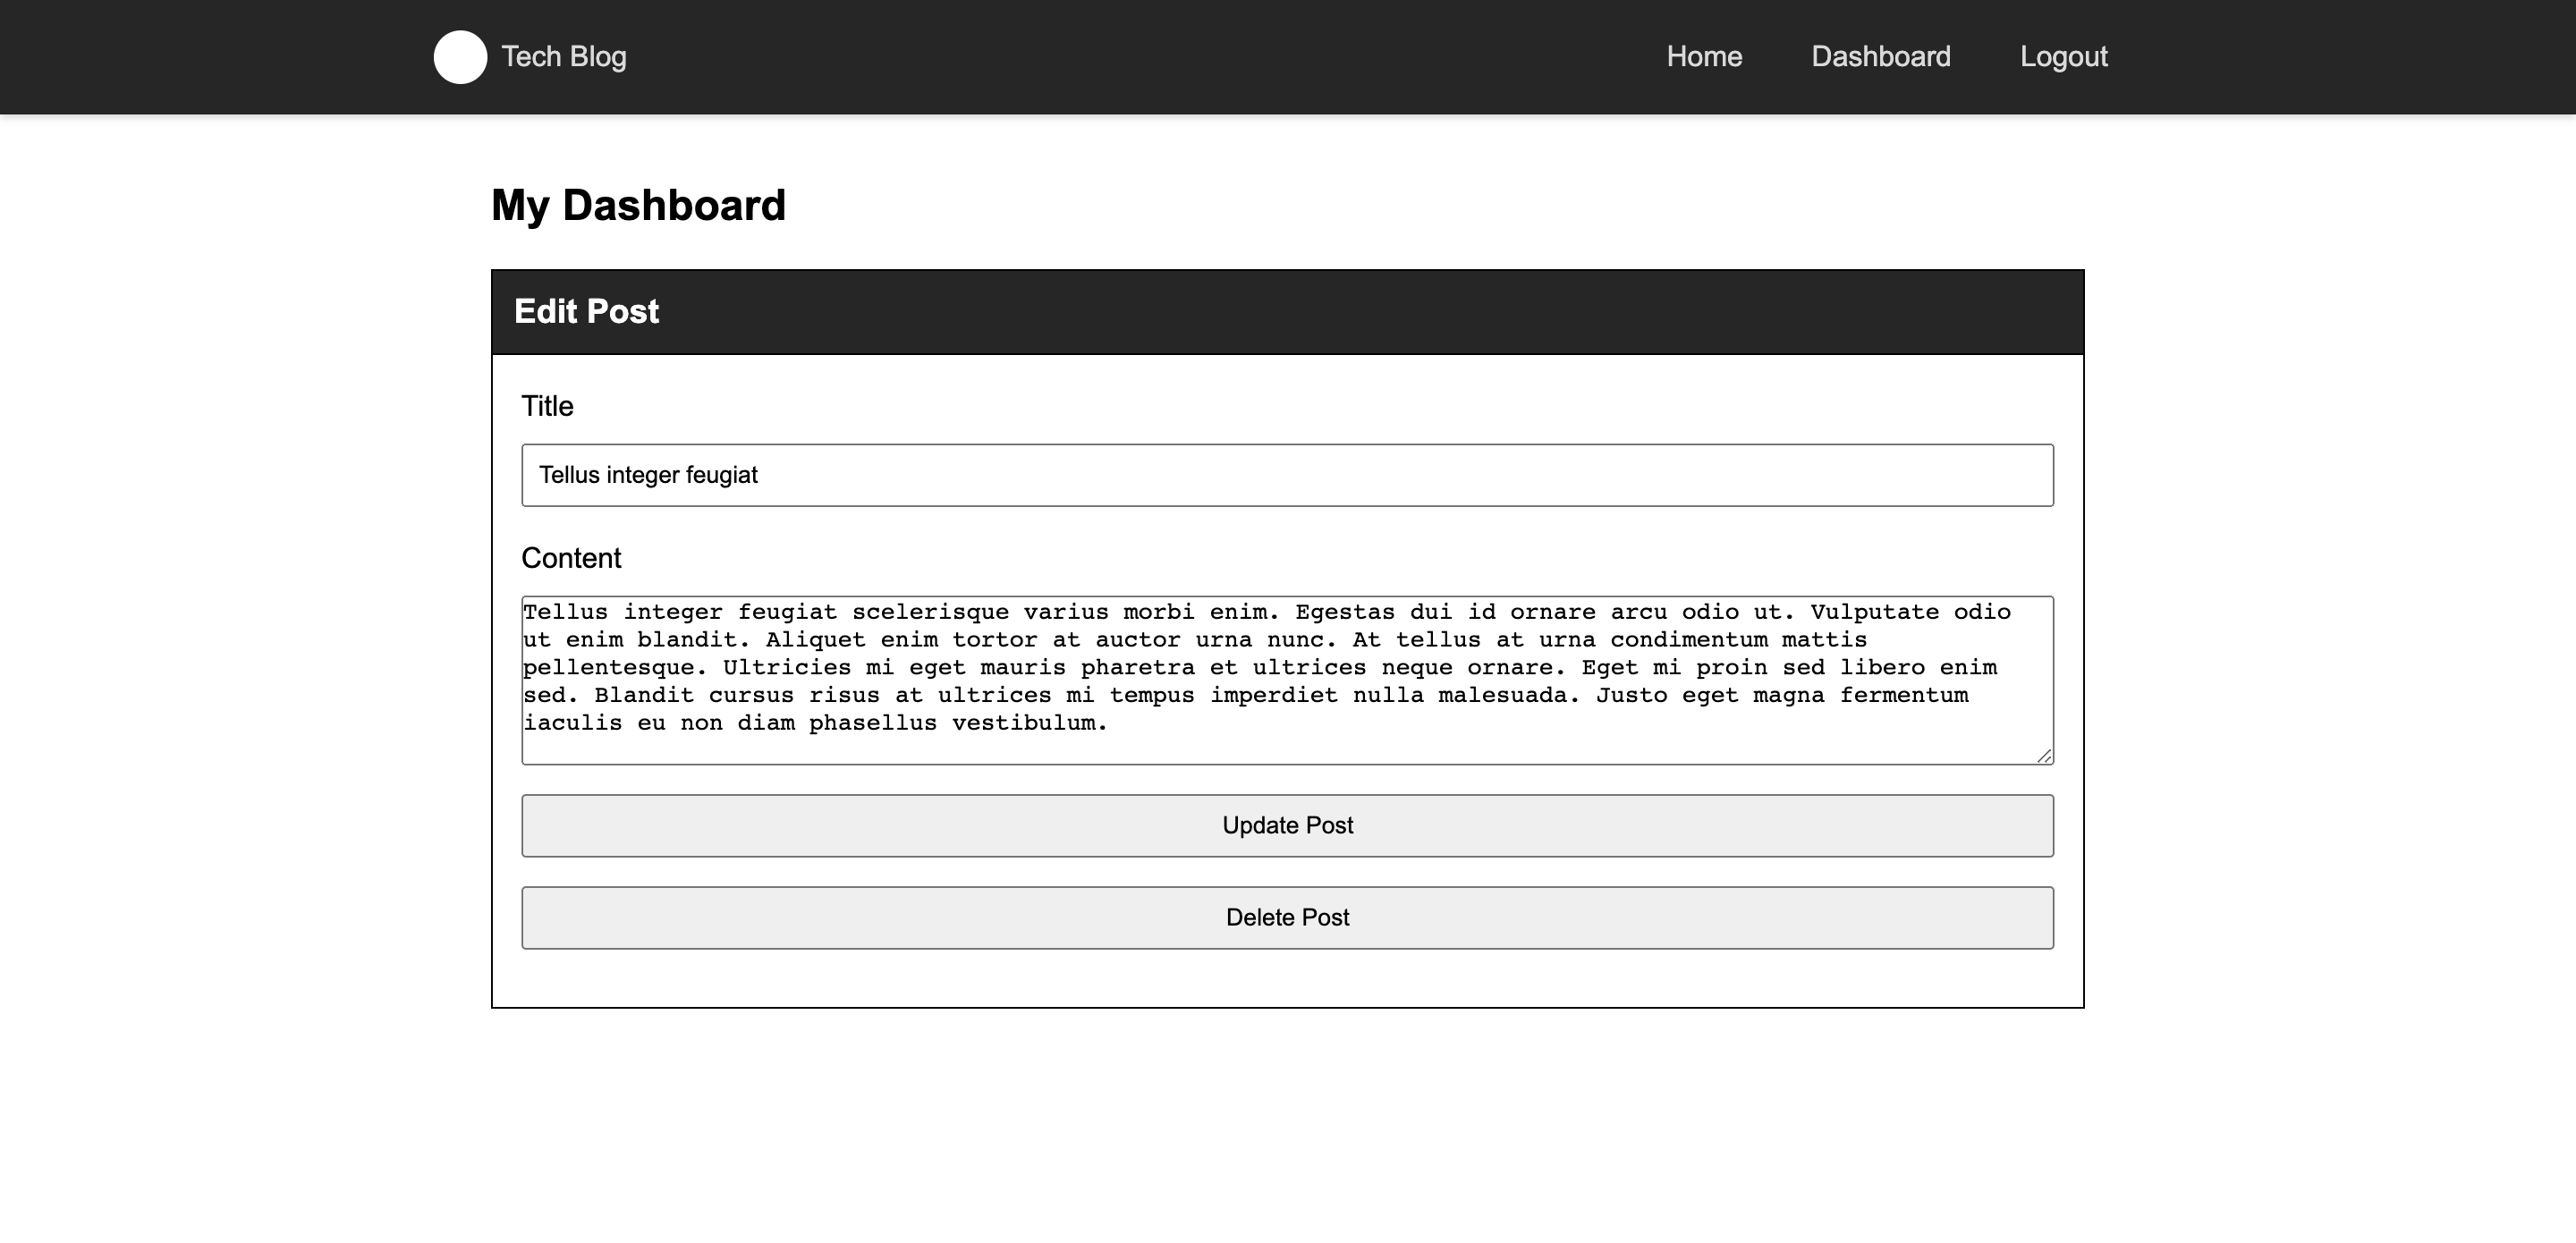 Tech Blog
Home
Dashboard
Logout
My Dashboard
Edit Post
Title
Tellus integer feugiat
Content
Tellus integer feugiat scelerisque varius morbi enim. Egestas dui id ornare arcu odio ut. Vulputate odio
ut enim blandit. Aliquet enim tortor at auctor urna nunc. At tellus at urna condimentum mattis
pellentesque. Ultricies mi eget mauris pharetra et ultrices neque ornare. Eget mi proin sed libero enim
sed. Blandit cursus risus at ultrices mi tempus imperdiet nulla malesuada. Justo eget magna fermentum
iaculis eu non diam phasellus vestibulum.
Update Post
Delete Post